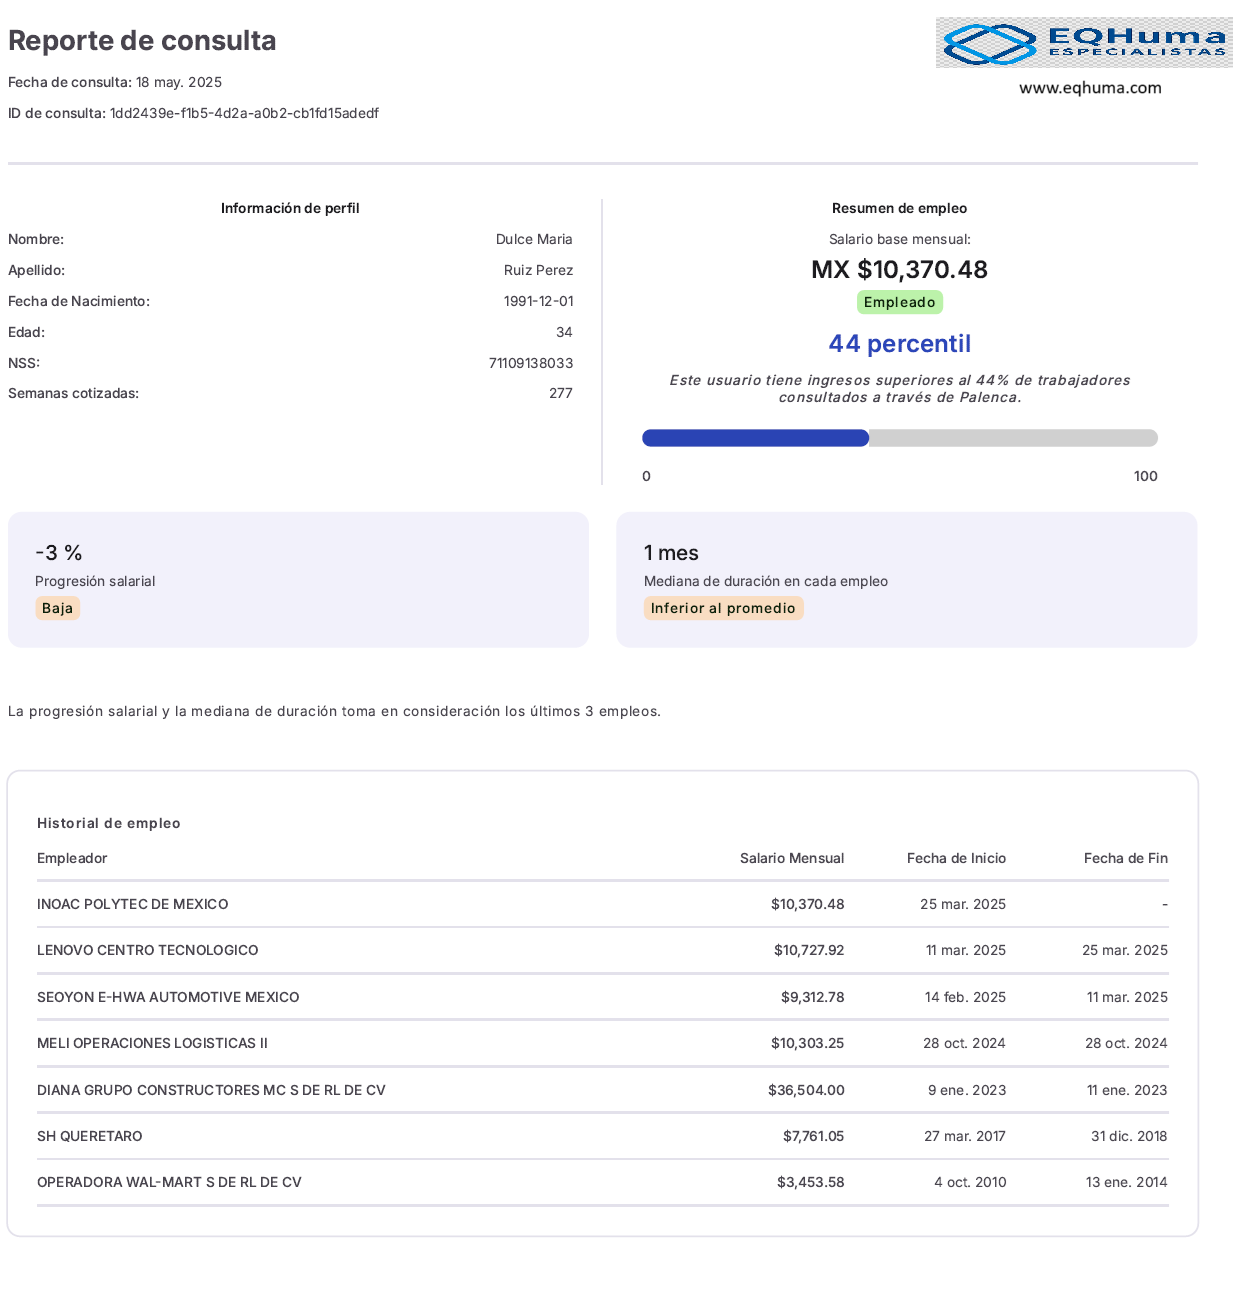 Reporte de consulta
EQHuma
ESPECIALISTAS
Fecha de consulta: 18 may. 2025
www.eqhuma.com
ID de consulta: 1dd2439e-f1b5-4d2a-a0b2-cb1fd15adedf
Información de perfil
Nombre: Dulce Maria
Apellido: Ruiz Perez
Fecha de Nacimiento: 1991-12-01
Edad: 34
NSS: 71109138033
Semanas cotizadas: 277
Resumen de empleo
Salario base mensual:
MX $10,370.48
Empleado
44 percentil
Este usuario tiene ingresos superiores al 44% de trabajadores
consultados a través de Palenca.
0 100
-3 %
Progresión salarial
Baja
1 mes
Mediana de duración en cada empleo
Inferior al promedio
La progresión salarial y la mediana de duración toma en consideración los últimos 3 empleos.
Historial de empleo
Empleador Salario Mensual Fecha de Inicio Fecha de Fin
INOAC POLYTEC DE MEXICO $10,370.48 25 mar. 2025 -
LENOVO CENTRO TECNOLOGICO $10,727.92 11 mar. 2025 25 mar. 2025
SEOYON E-HWA AUTOMOTIVE MEXICO $9,312.78 14 feb. 2025 11 mar. 2025
MELI OPERACIONES LOGISTICAS II $10,303.25 28 oct. 2024 28 oct. 2024
DIANA GRUPO CONSTRUCTORES MC S DE RL DE CV $36,504.00 9 ene. 2023 11 ene. 2023
SH QUERETARO $7,761.05 27 mar. 2017 31 dic. 2018
OPERADORA WAL-MART S DE RL DE CV $3,453.58 4 oct. 2010 13 ene. 2014